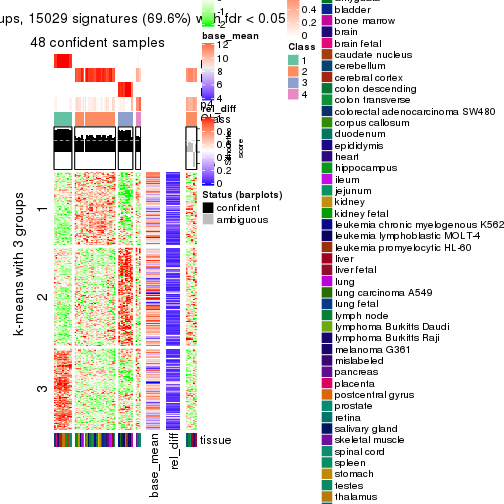 ups, 15029 signatures (69.6%) with fdr < 0.05
48 confident samples
k-means with 3 groups
1
2
3
base_mean
rel_diff
tissue
-2
base_mean
12
10
8
6
4
rel_diff
0.8
0.6
0.4
0.2
0
Status (barplots)
confident
ambiguous
0.4
0.2
0
Class
1
2
3
4
score
bladder
bone marrow
brain
brain fetal
caudate nucleus
cerebellum
cerebral cortex
colon descending
colon transverse
colorectal adenocarcinoma SW480
corpus callosum
duodenum
epididymis
heart
hippocampus
ileum
jejunum
kidney
kidney fetal
leukemia chronic myelogenous K562
leukemia lymphoblastic MOLT-4
leukemia promyelocytic HL-60
liver
liver fetal
lung
lung carcinoma A549
lung fetal
lymph node
lymphoma Burkitts Daudi
lymphoma Burkitts Raji
melanoma G361
mislabeled
pancreas
placenta
postcentral gyrus
prostate
retina
salivary gland
skeletal muscle
spinal cord
spleen
stomach
testes
thalamus